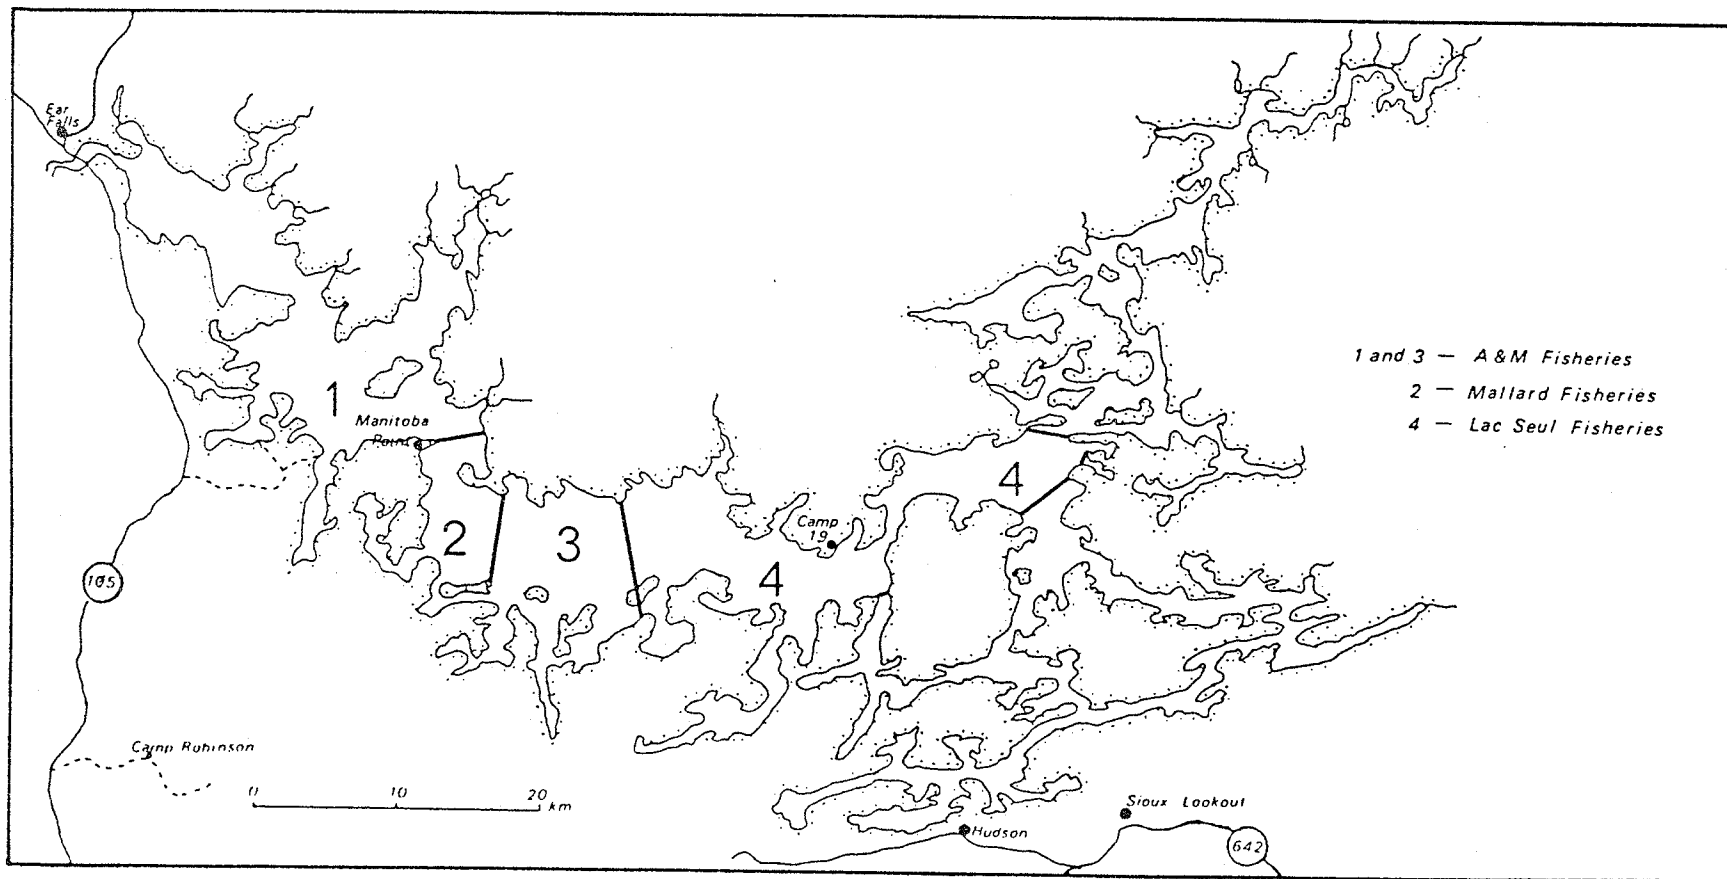 Ear
Falls
1
Manitoba
Point
1 and 3 — A&M Fisheries
2 — Mallard Fisheries
4 — Lac Seul Fisheries
4
2
3
Camp
19
4
105
Camp Robinson
0 10 20
km
Sioux Lookout
Hudson
642